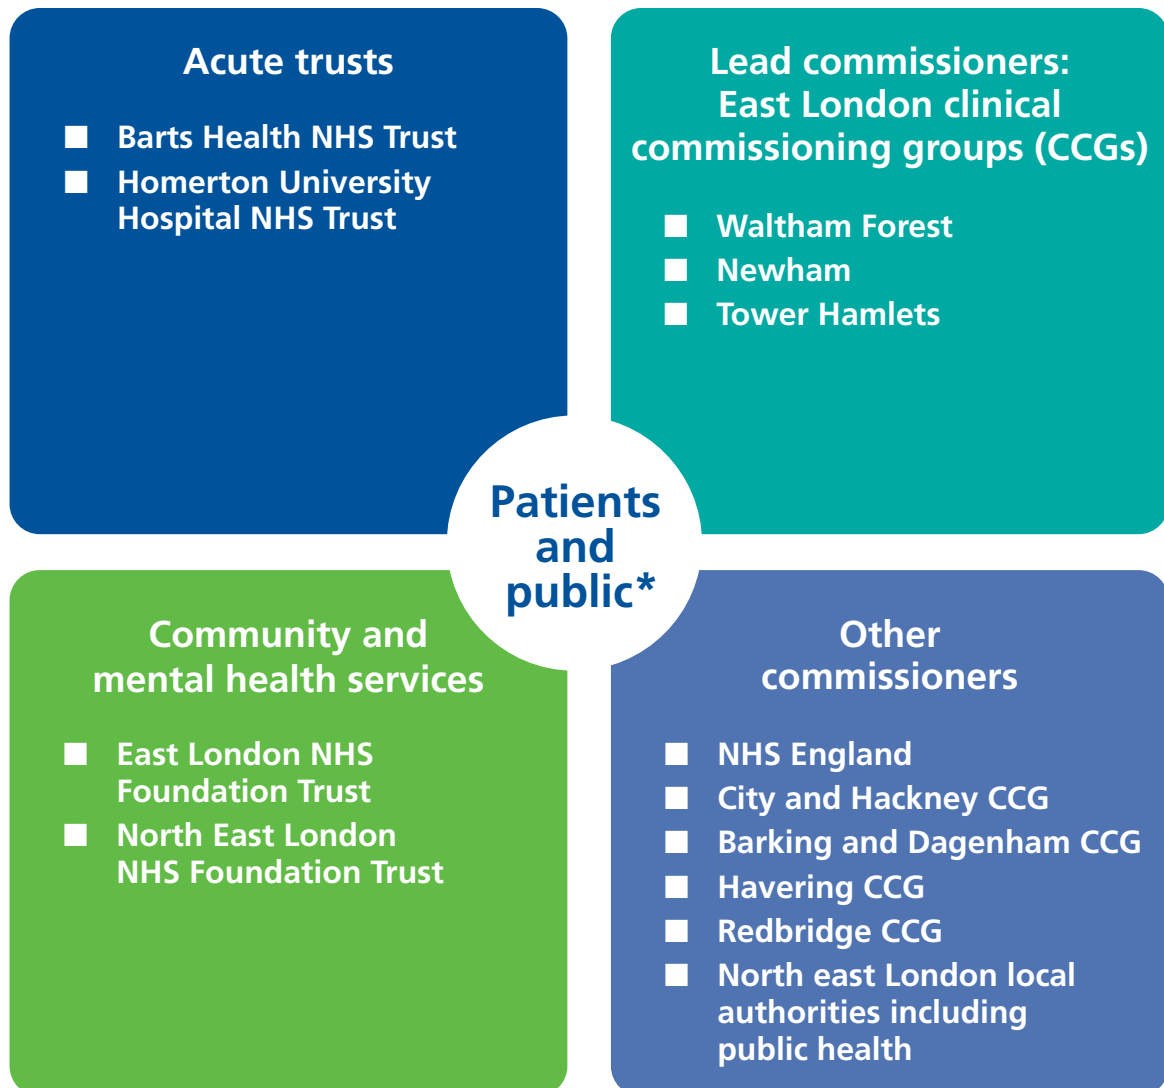 Acute trusts
Barts Health NHS Trust
Homerton University
Hospital NHS Trust
Lead commissioners:
East London clinical
commissioning groups (CCGs)
Waltham Forest
Newham
Tower Hamlets
Patients
and
public*
Community and
mental health services
East London NHS
Foundation Trust
North East London
NHS Foundation Trust
Other
commissioners
NHS England
City and Hackney CCG
Barking and Dagenham CCG
Havering CCG
Redbridge CCG
North east London local
authorities including
public health